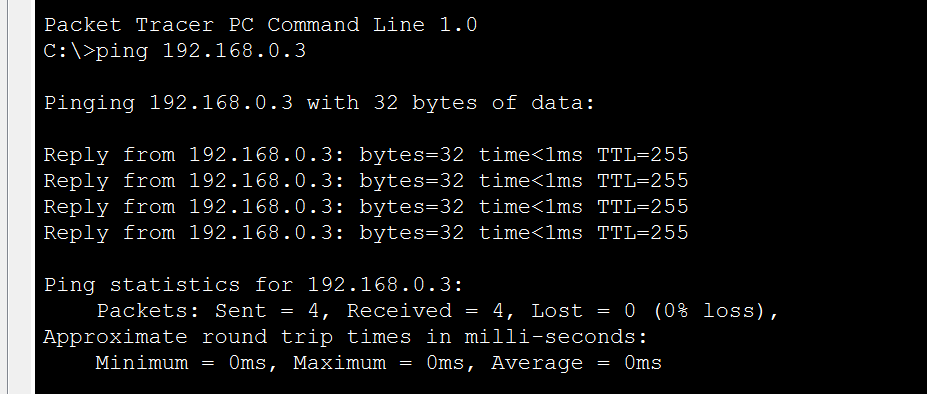 Packet Tracer PC Command Line 1.0
C:\>ping 192.168.0.3
Pinging 192.168.0.3 with 32 bytes of data:
Reply from 192.168.0.3: bytes=32 time<1ms TTL=255
Reply from 192.168.0.3: bytes=32 time<1ms TTL=255
Reply from 192.168.0.3: bytes=32 time<1ms TTL=255
Reply from 192.168.0.3: bytes=32 time<1ms TTL=255
Ping statistics for 192.168.0.3:
    Packets: Sent = 4, Received = 4, Lost = 0 (0% loss),
Approximate round trip times in milli-seconds:
    Minimum = 0ms, Maximum = 0ms, Average = 0ms